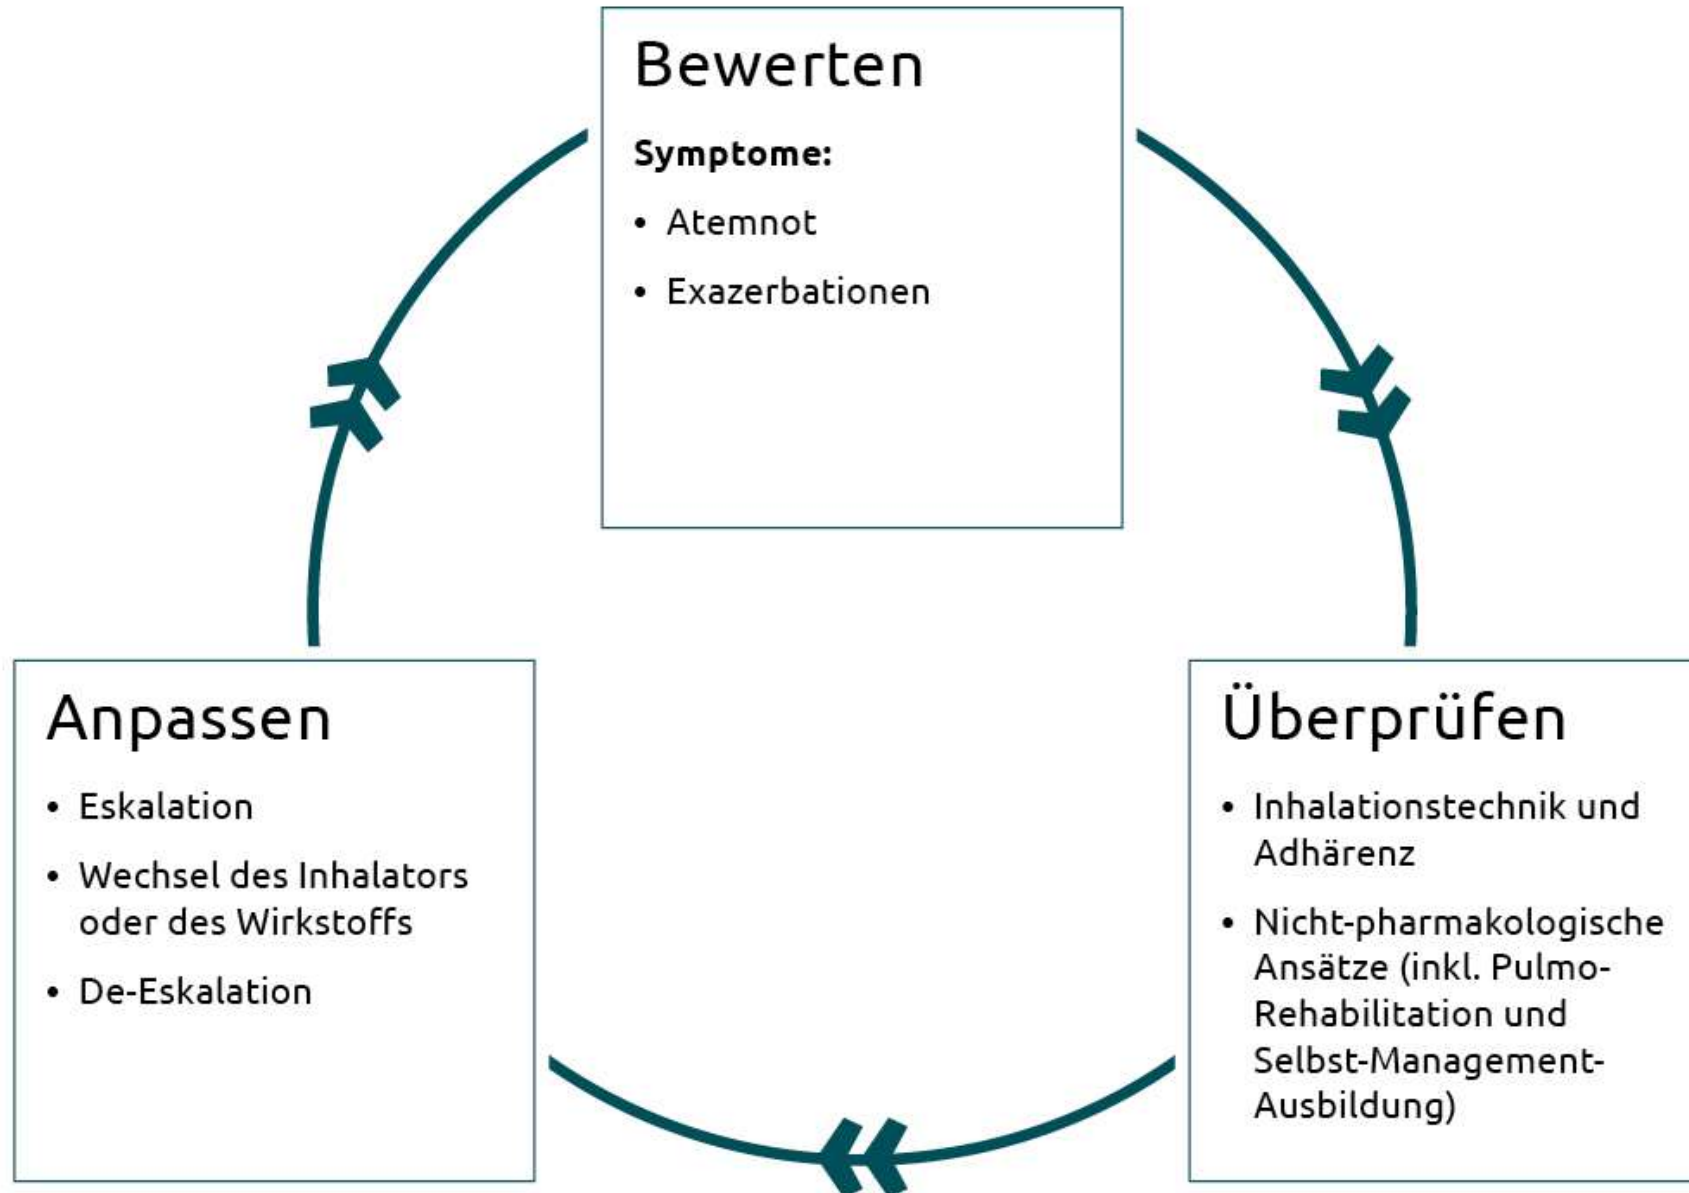 Bewerten
Symptome:
• Atemnot
• Exazerbationen
Überprüfen
• Inhalationstechnik und
Adhärenz
• Nicht-pharmakologische
Ansätze (inkl. Pulmo-
Rehabilitation und
Selbst-Management-
Ausbildung)
Anpassen
• Eskalation
• Wechsel des Inhalators
oder des Wirkstoffs
• De-Eskalation